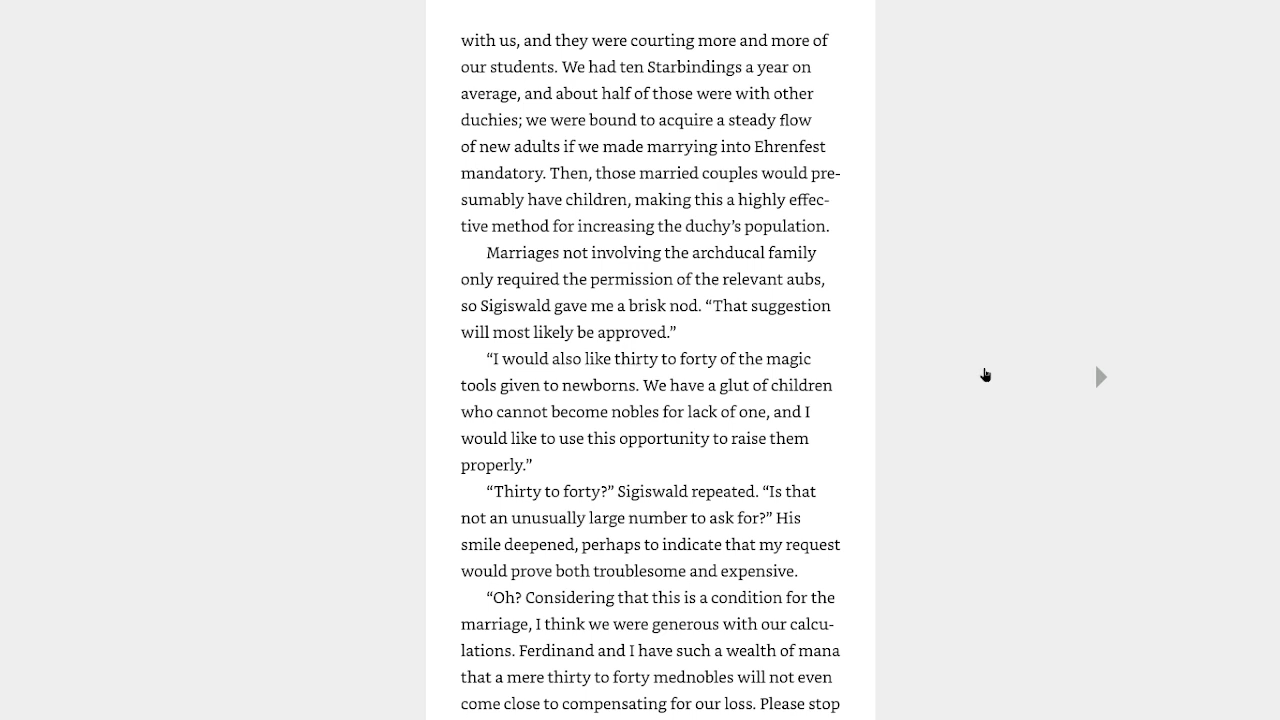 with us, and they were courting more and more of
our students. We had ten Starbindings a year on
average, and about half of those were with other
duchies; we were bound to acquire a steady flow
of new adults if we made marrying into Ehrenfest
mandatory. Then, those married couples would pre-
sumably have children, making this a highly effec-
tive method for increasing the duchy’s population.
Marriages not involving the archducal family
only required the permission of the relevant aubs,
so Sigiswald gave me a brisk nod. “That suggestion
will most likely be approved.”
“I would also like thirty to forty of the magic
tools given to newborns. We have a glut of children
who cannot become nobles for lack of one, and I
would like to use this opportunity to raise them
properly.”
“Thirty to forty?” Sigiswald repeated. “Is that
not an unusually large number to ask for?” His
smile deepened, perhaps to indicate that my request
would prove both troublesome and expensive.
“Oh? Considering that this is a condition for the
marriage, I think we were generous with our calcu-
lations. Ferdinand and I have such a wealth of mana
that a mere thirty to forty mednobles will not even
come close to compensating for our loss. Please stop